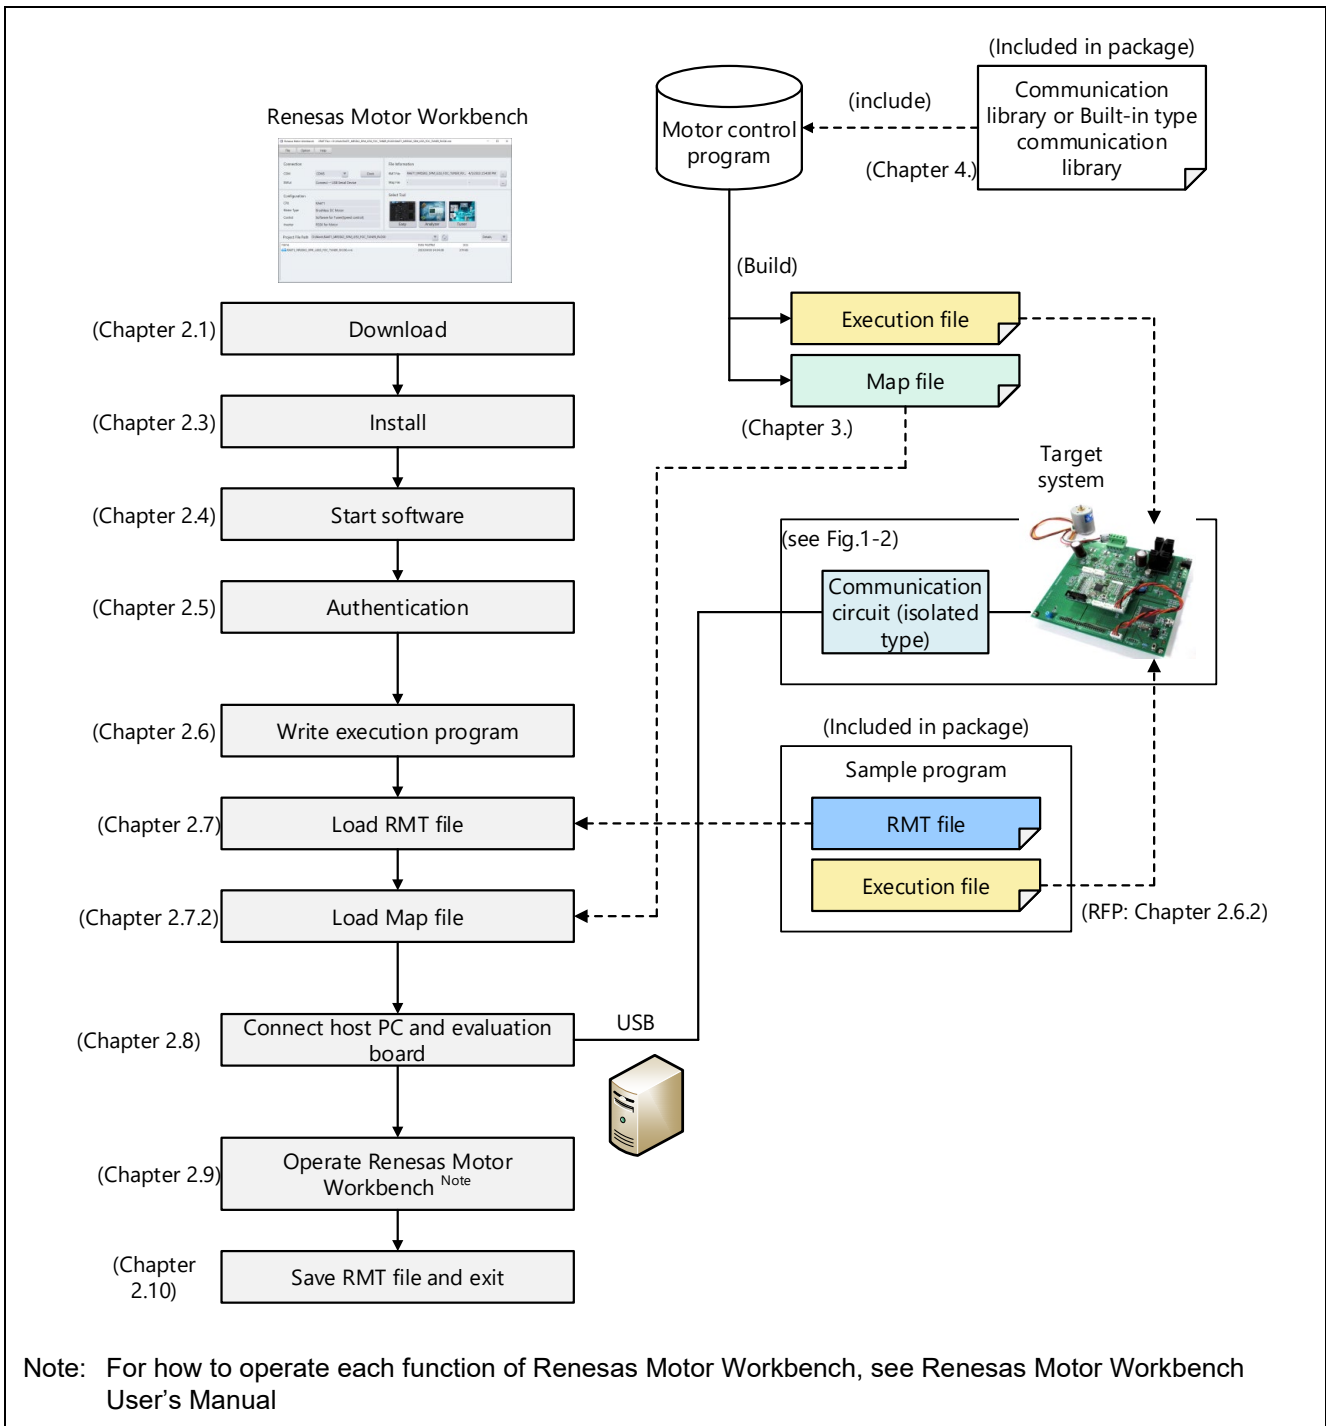 (Included in package)
Communication
library or Built-in type
communication
library
(include)
(Chapter 4.)
Motor control
program
Renesas Motor Workbench
(Build)
Execution file
Map file
(Chapter 3.)
(Chapter 2.1)
Download
(Chapter 2.3)
Install
(Chapter 2.4)
Start software
(Chapter 2.5)
Authentication
Target
system
(see Fig.1-2)
Communication
circuit (isolated
type)
(Chapter 2.6)
Write execution program
(Included in package)
Sample program
(Chapter 2.7)
Load RMT file
RMT file
Execution file
(Chapter 2.7.2)
Load Map file
(RFP: Chapter 2.6.2)
(Chapter 2.8)
Connect host PC and evaluation
board
USB
(Chapter 2.9)
Operate Renesas Motor
Workbench Note
(Chapter
2.10)
Save RMT file and exit
Note: For how to operate each function of Renesas Motor Workbench, see Renesas Motor Workbench
User’s Manual